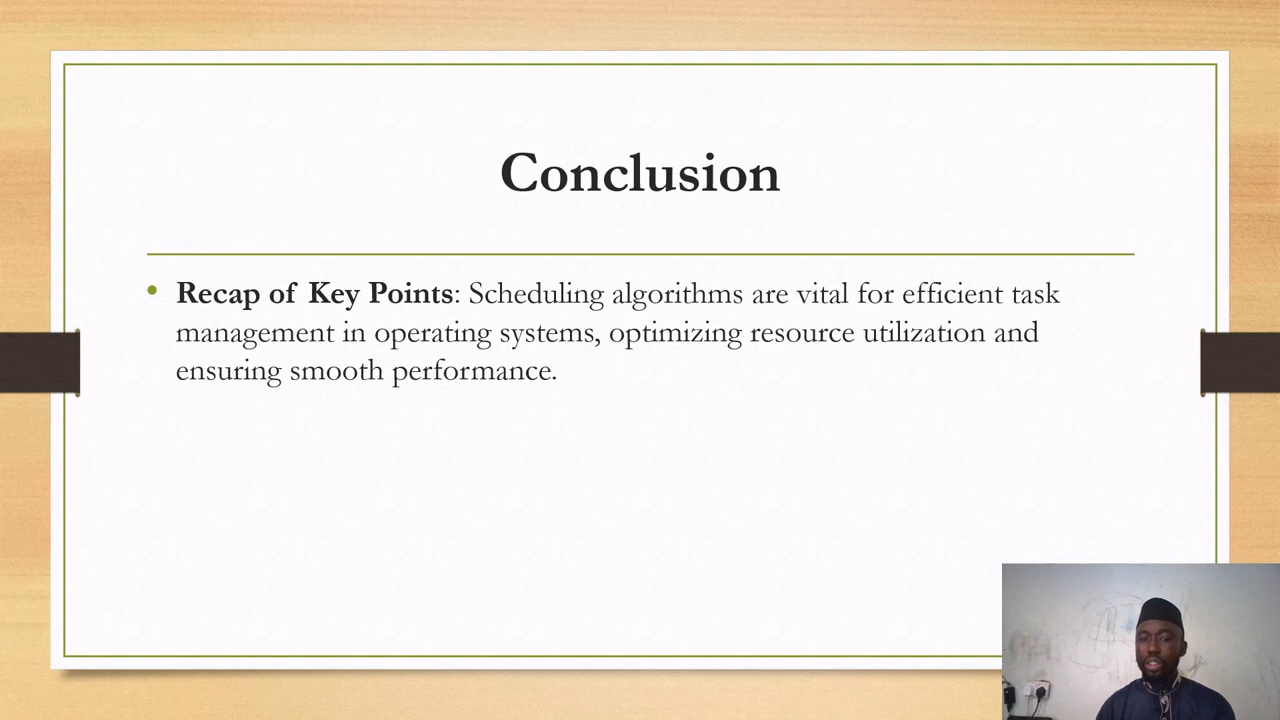 Conclusion
• Recap of Key Points: Scheduling algorithms are vital for efficient task
management in operating systems, optimizing resource utilization and
ensuring smooth performance.